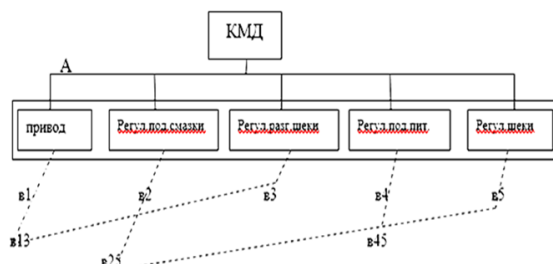 КМД
А
привод
Регул.под.смазки
Регул.разг.щеки
Регул.под.пит.
Регул.щеки
в1
в2
в3
в4
в5
в13
в45
в25